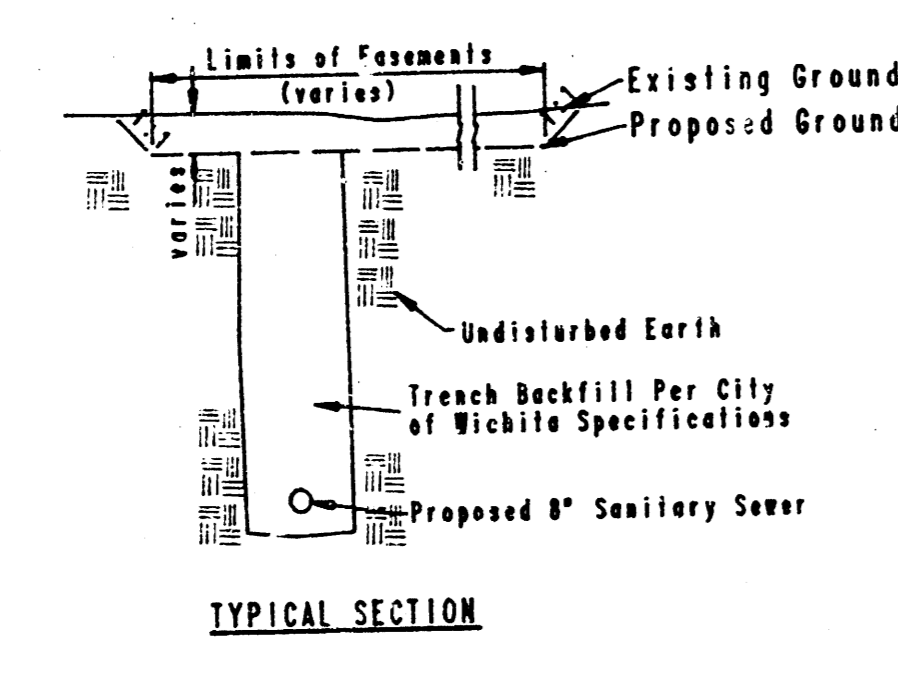 Limits of Easements
(varies)
Existing Ground
Proposed Ground
varies
Undisturbed Earth
Trench Backfill Per City
of Wichita Specifications
Proposed 8" Sanitary Sewer
TYPICAL SECTION